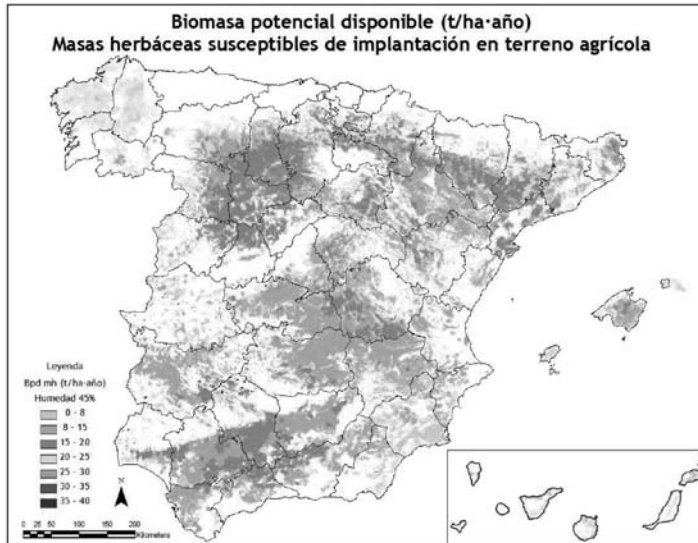 Biomasa potencial disponible (t/ha·año)
Masas herbáceas susceptibles de implantación en terreno agrícola
Leyenda
Bpd mh (t/ha·año)
Humedad 45%
0 - 8
8 - 15
15 - 20
20 - 25
25 - 30
30 - 35
35 - 40
N
0 25 50 100 150 200
Kilometers